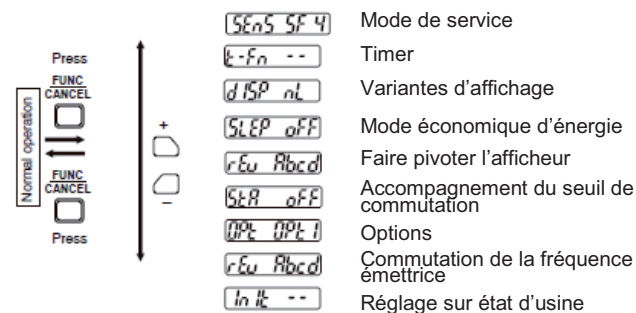 SEnS SF 4 Mode de service
Press
t-Fn -- Timer
FUNC
CANCEL
dISP nL Variantes d'affichage
Normal operation
+
SLEP oFF Mode économique d'énergie
rEu Abcd Faire pivoter l'afficheur
FUNC
CANCEL
StA oFF Accompagnement du seuil de
commutation
–
Press
OPt OPt1 Options
rEu Abcd Commutation de la fréquence
émettrice
InIt -- Réglage sur état d'usine